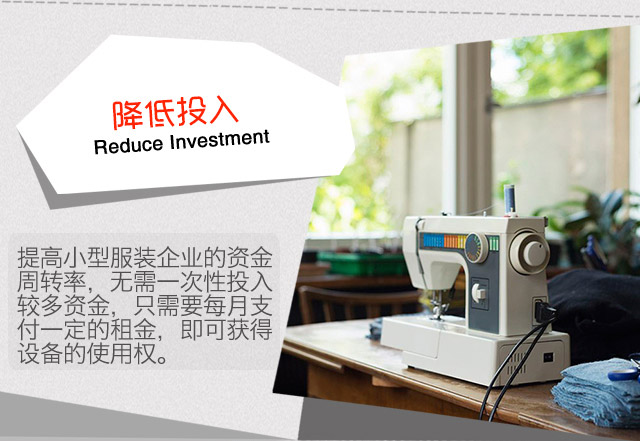 降低投入
Reduce Investment
提高小型服装企业的资金
周转率，无需一次性投入
较多资金，只需要每月支
付一定的租金，即可获得
设备的使用权。